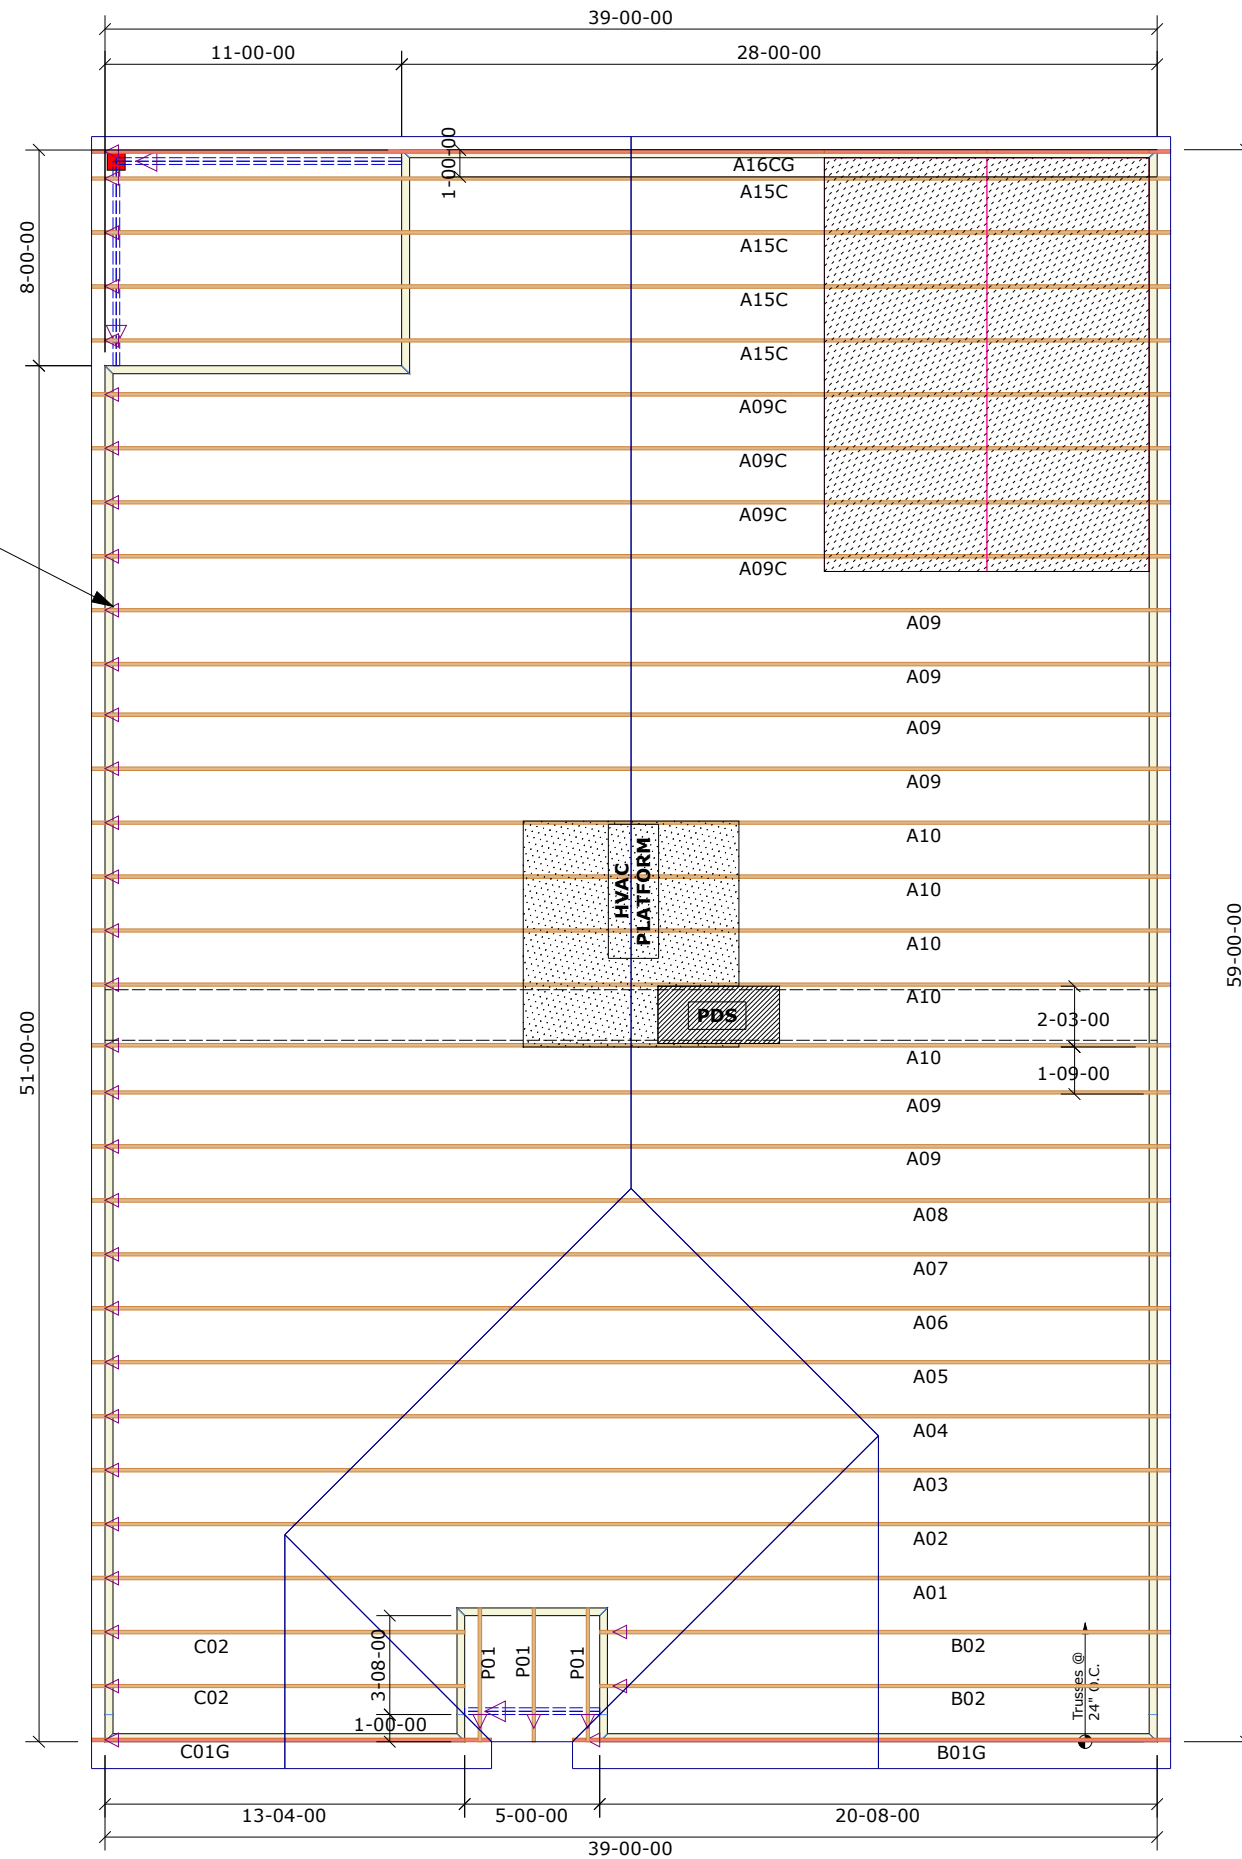 39-00-00
11-00-00
28-00-00
1-00-00
A16CG
A15C
8-00-00
A15C
A15C
A15C
A09C
A09C
A09C
A09C
A09
A09
A09
A09
A10
HVAC
PLATFORM
A10
59-00-00
A10
A10
PDS
2-03-00
51-00-00
A10
1-09-00
A09
A09
A08
A07
A06
A05
A04
A03
A02
A01
C02
3-08-00
P01
P01
P01
B02
Trusses @
24" O.C.
C02
B02
1-00-00
C01G
B01G
13-04-00
5-00-00
20-08-00
39-00-00